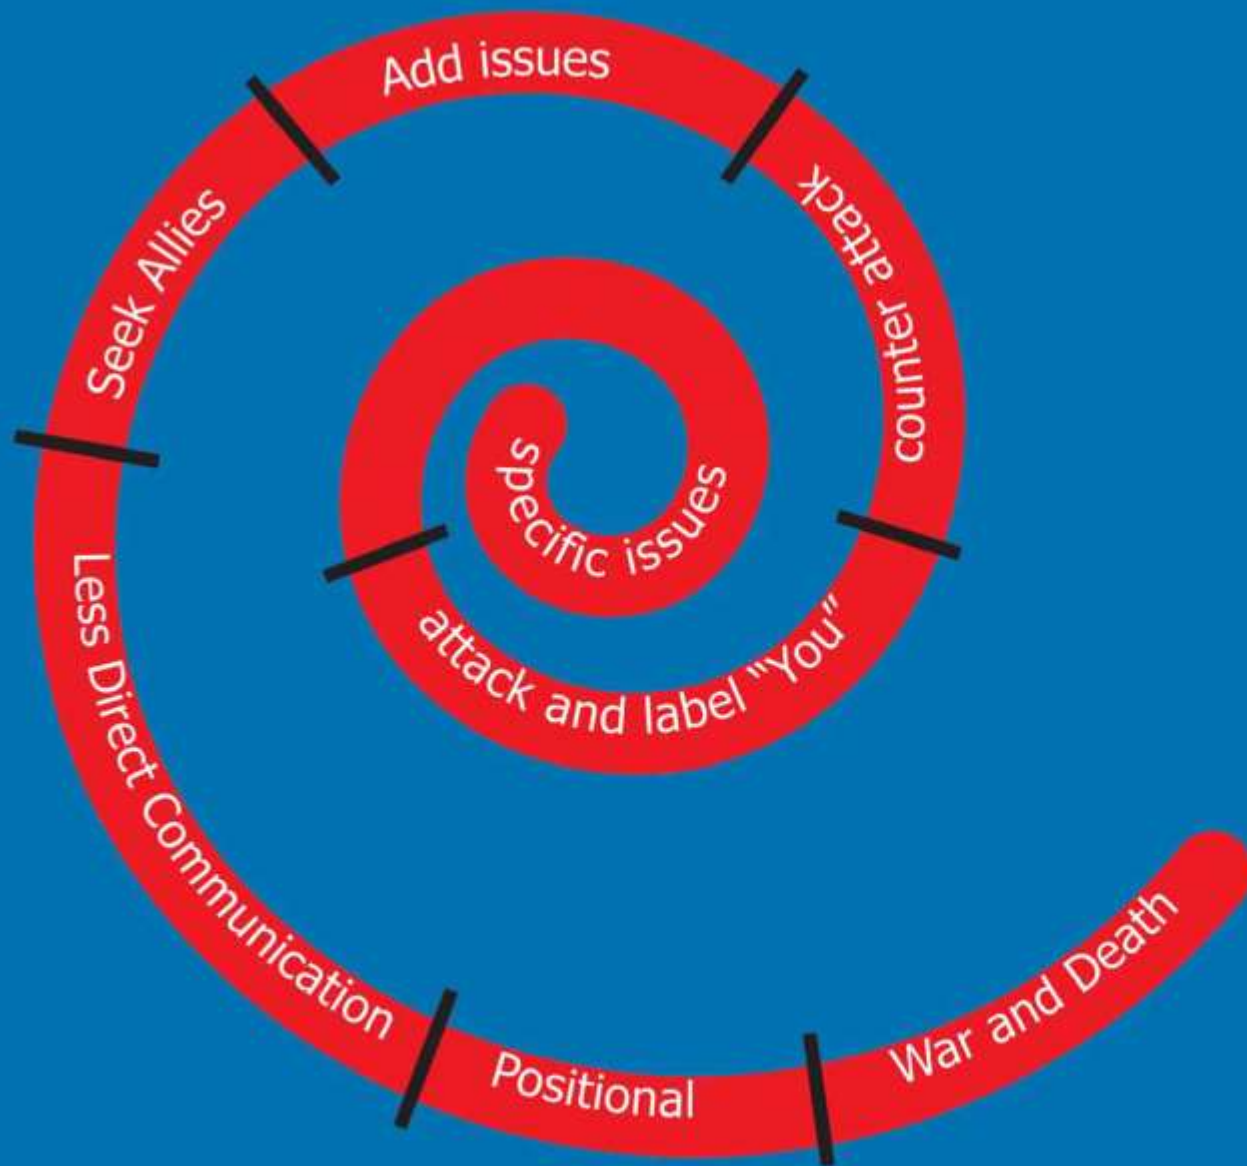 specific issues
attack and label “You”
counter attack
Add issues
Seek Allies
Less Direct Communication
Positional
War and Death